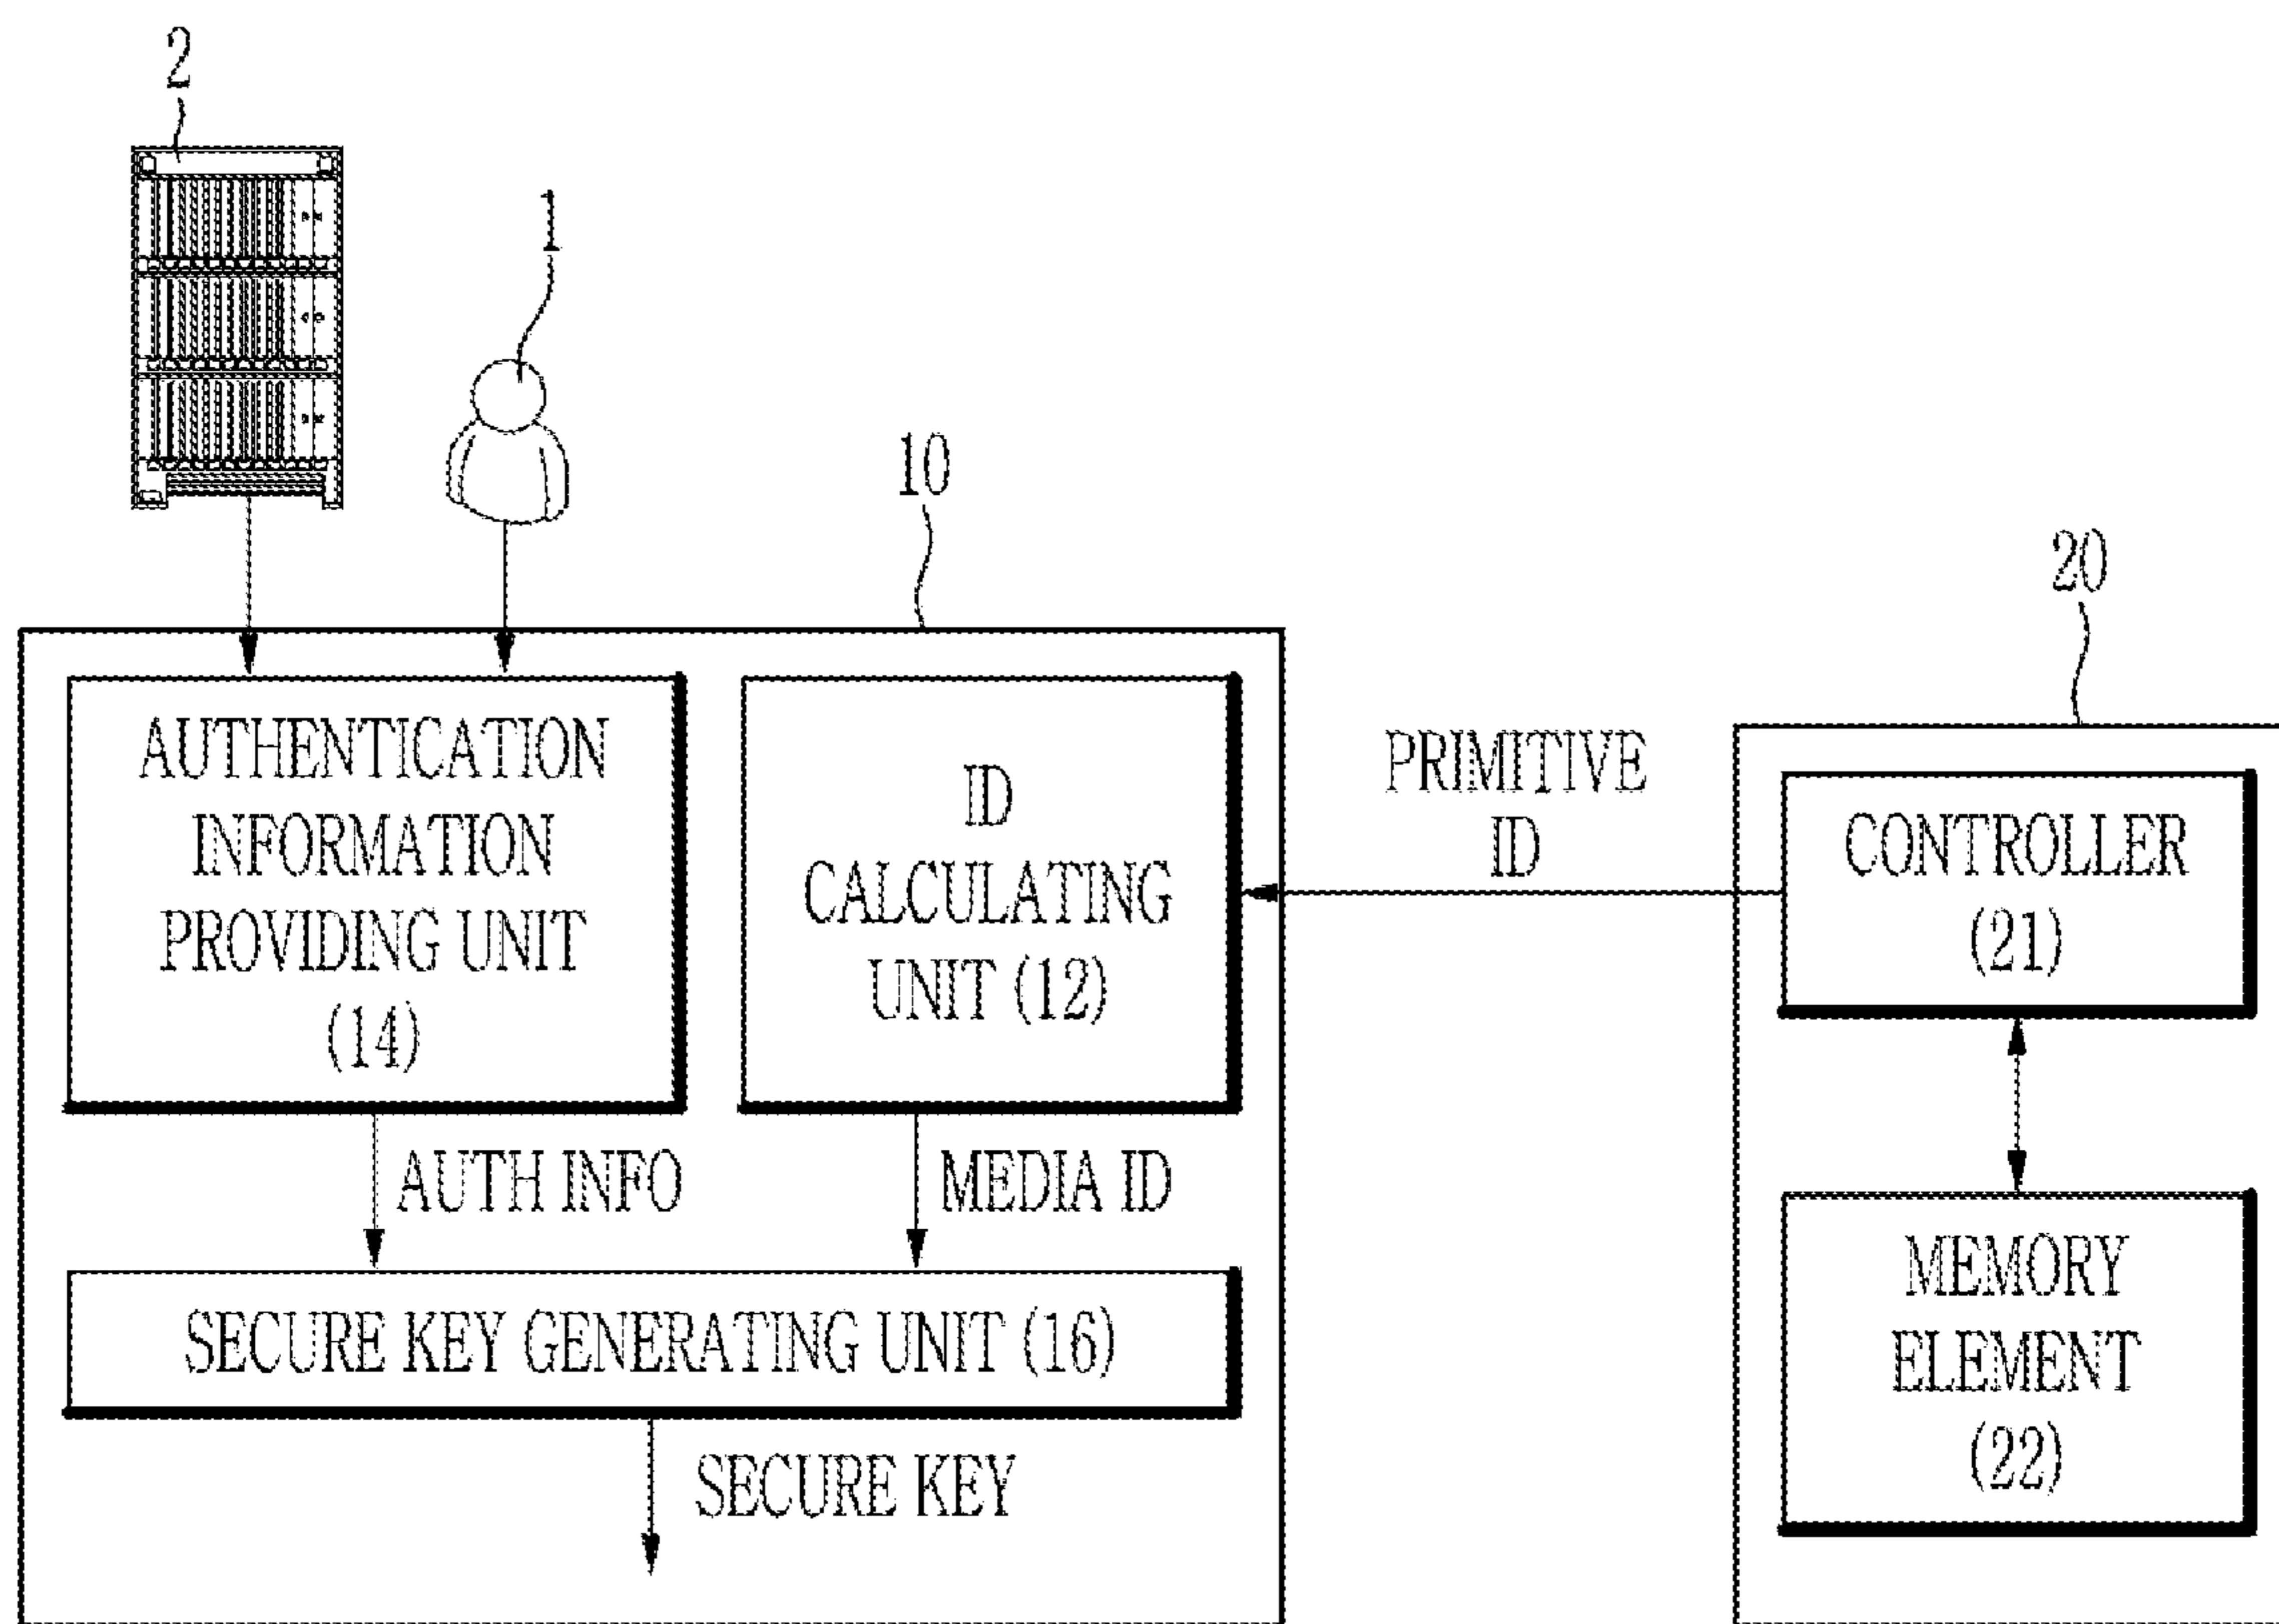 2
1
10
20
AUTHENTICATION
INFORMATION
PROVIDING UNIT
(14)
ID
CALCULATING
UNIT (12)
PRIMITIVE
ID
CONTROLLER
(21)
AUTH INFO
MEDIA ID
SECURE KEY GENERATING UNIT (16)
MEMORY
ELEMENT
(22)
SECURE KEY